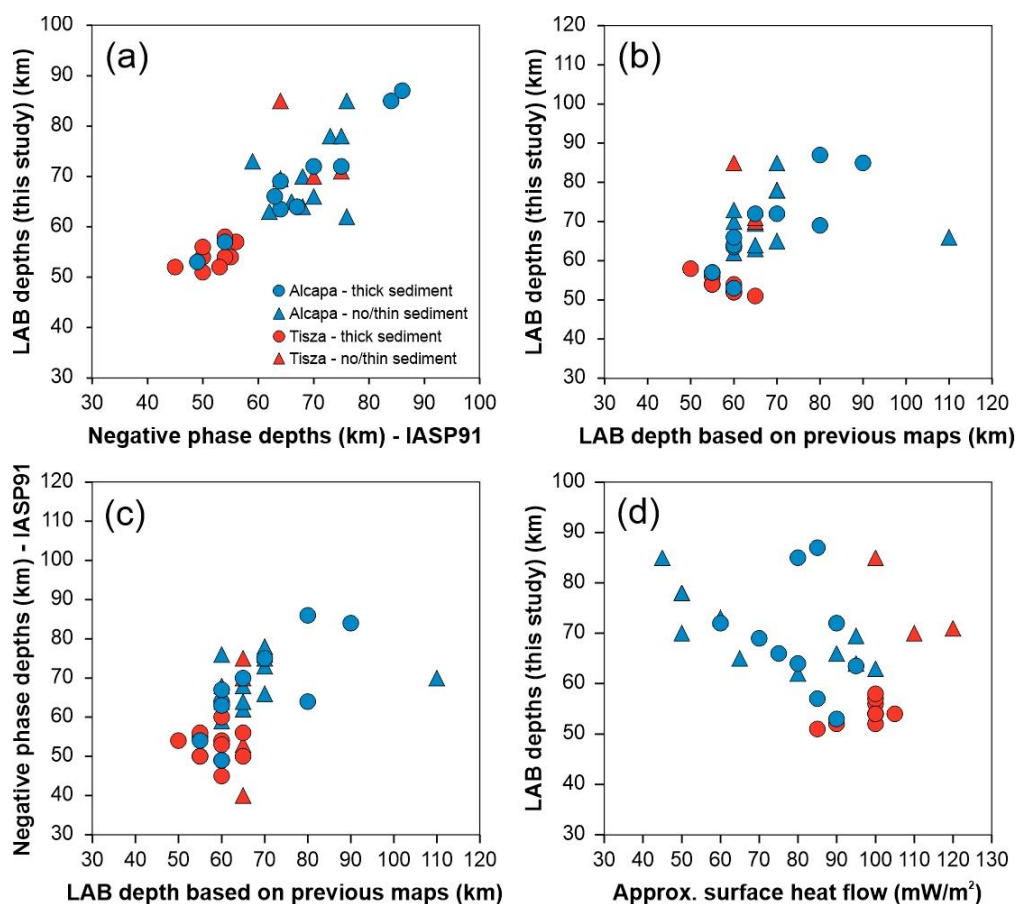 (a)
LAB depths (this study) (km)
100
90
80
70
60
50
40
30
Alcapa - thick sediment
Alcapa - no/thin sediment
Tisza - thick sediment
Tisza - no/thin sediment
30 40 50 60 70 80 90 100
Negative phase depths (km) - IASP91
(b)
LAB depths (this study) (km)
120
110
100
90
80
70
60
50
40
30
30 40 50 60 70 80 90 100 110 120
LAB depth based on previous maps (km)
(c)
Negative phase depths (km) - IASP91
120
110
100
90
80
70
60
50
40
30
30 40 50 60 70 80 90 100 110 120
LAB depth based on previous maps (km)
(d)
LAB depths (this study) (km)
100
90
80
70
60
50
40
30
30 40 50 60 70 80 90 100 110 120 130
Approx. surface heat flow (mW/m²)